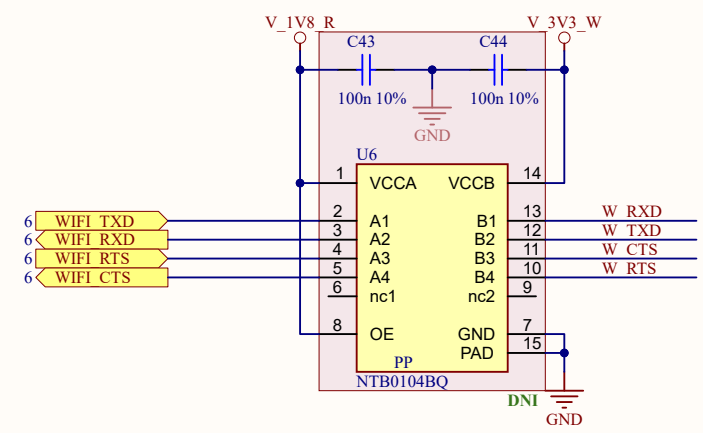 V_1V8_R
V_3V3_W
C43
C44
100n 10%
100n 10%
GND
U6
1
VCCA
VCCB
14
6
WIFI_TXD
2
A1
B1
13
W_RXD
6
WIFI_RXD
3
A2
B2
12
W_TXD
6
WIFI_RTS
4
A3
B3
11
W_CTS
6
WIFI_CTS
5
A4
B4
10
W_RTS
6
nc1
nc2
9
8
OE
GND
7
PAD
15
PP
NTB0104BQ
DNI
GND